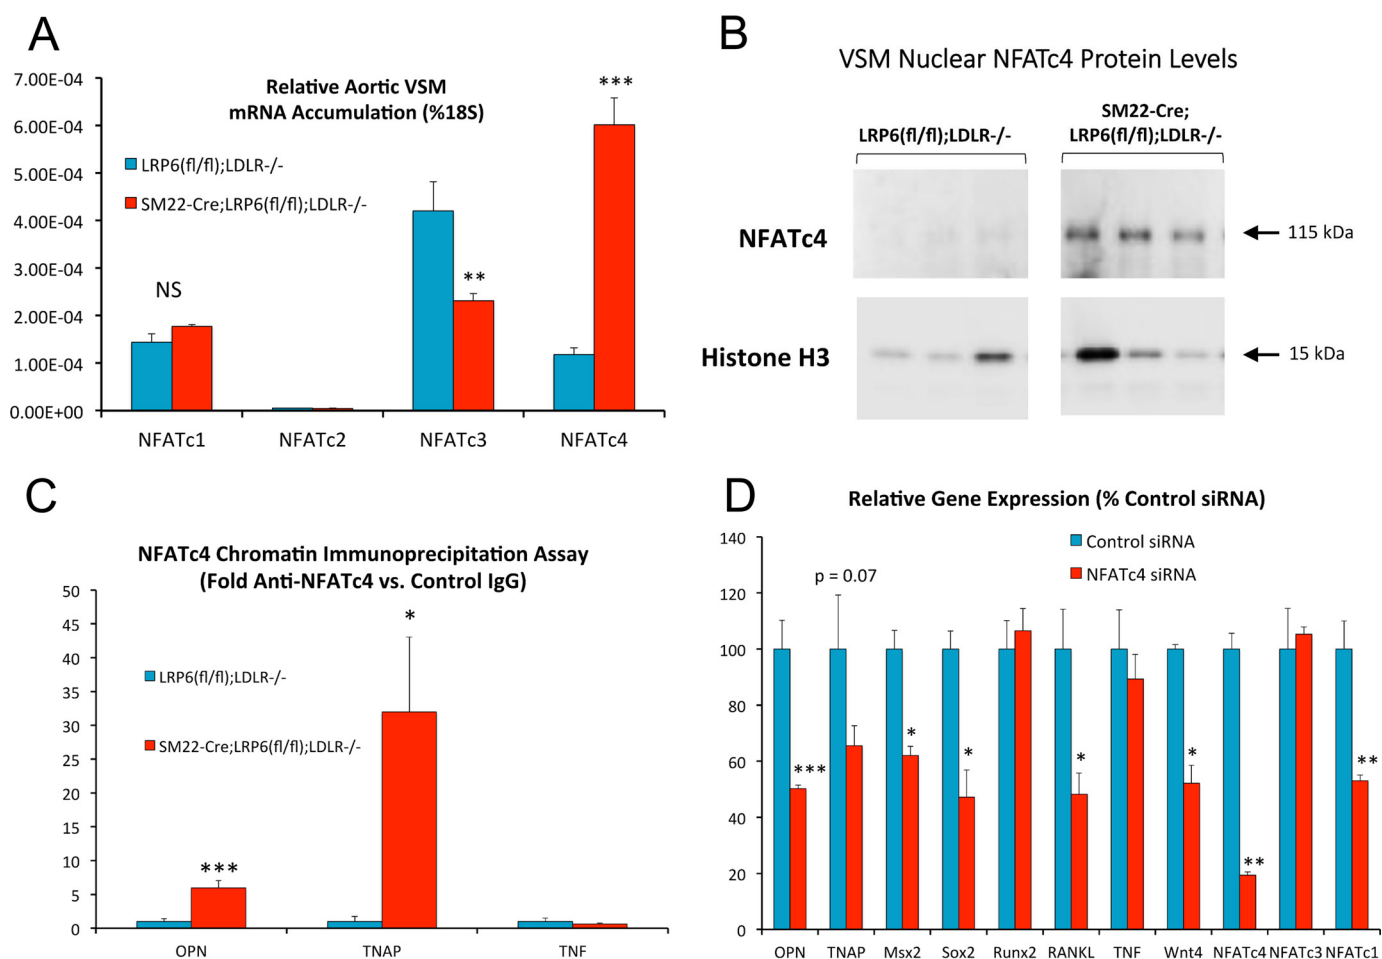 A
Relative Aortic VSM
mRNA Accumulation (%18S)
7.00E-04
6.00E-04
5.00E-04
4.00E-04
3.00E-04
2.00E-04
1.00E-04
0.00E+00
LRP6(fl/fl);LDLR-/-
SM22-Cre;LRP6(fl/fl);LDLR-/-
NS
**
***
NFATc1 NFATc2 NFATc3 NFATc4
B
VSM Nuclear NFATc4 Protein Levels
LRP6(fl/fl);LDLR-/-
SM22-Cre;
LRP6(fl/fl);LDLR-/-
NFATc4
115 kDa
Histone H3
15 kDa
C
NFATc4 Chromatin Immunoprecipitation Assay
(Fold Anti-NFATc4 vs. Control IgG)
50
45
40
35
30
25
20
15
10
5
0
LRP6(fl/fl);LDLR-/-
SM22-Cre;LRP6(fl/fl);LDLR-/-
***
*
OPN TNAP TNF
D
Relative Gene Expression (% Control siRNA)
140
120
100
80
60
40
20
0
Control siRNA
NFATc4 siRNA
p = 0.07
***
*
*
*
*
**
**
OPN TNAP Msx2 Sox2 Runx2 RANKL TNF Wnt4 NFATc4 NFATc3 NFATc1